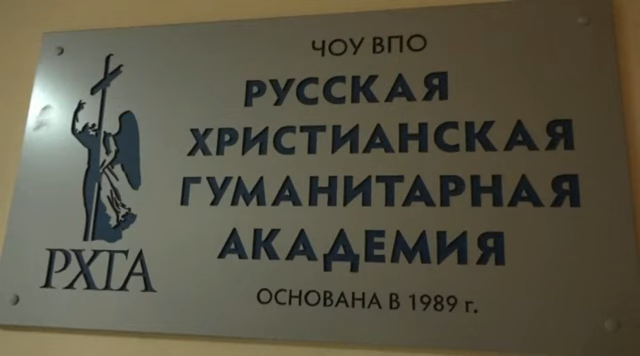 ЧОУ ВПО
РУССКАЯ
ХРИСТИАНСКАЯ
ГУМАНИТАРНАЯ
АКАДЕМИЯ
РХГА
ОСНОВАНА В 1989 г.